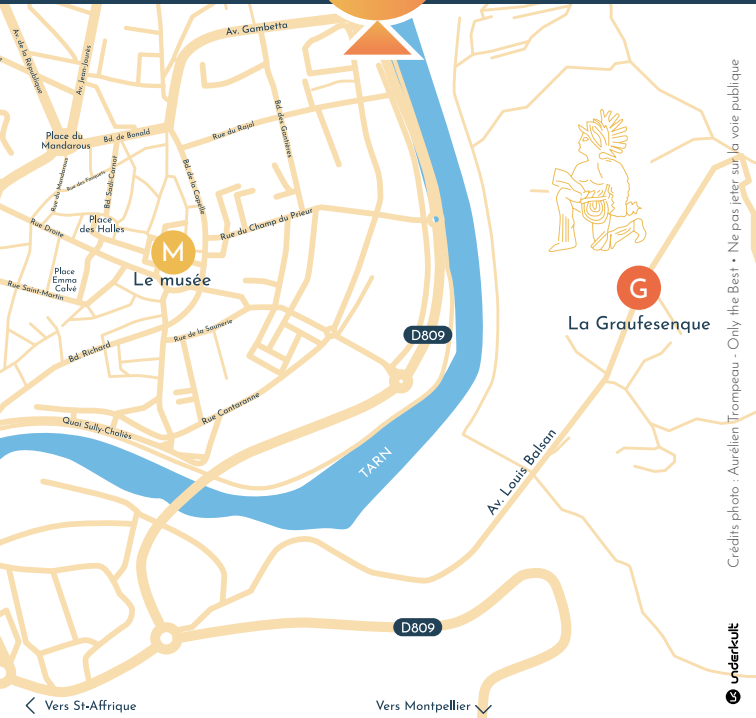 Av. Gambetta
Av. de la République
Av. Jean-Jaurès
Place du
Mandarous
Bd. de Bonald
Rue du Rajol
Bd. des Gantières
Rue du Mandarous
Rue des Fasquets
Bd. Sadi-Carnot
Bd. de la Capelle
Rue Droite
Place
des Halles
Rue du Champ du Prieur
M
Le musée
Place
Emma
Calvé
Rue Saint-Martin
G
La Graufesenque
D809
Rue de la Saunerie
Bd. Richard
Rue Cantaranne
Quai Sully-Chaliès
TARN
Av. Louis Balsan
D809
Vers St-Affrique
Vers Montpellier
Crédits photo : Aurélien Trompeau - Only the Best • Ne pas jeter sur la voie publique
uk underkult